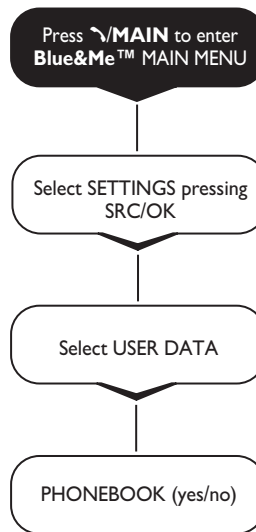 Press ↘/MAIN to enter
Blue&Me™ MAIN MENU
Select SETTINGS pressing
SRC/OK
Select USER DATA
PHONEBOOK (yes/no)